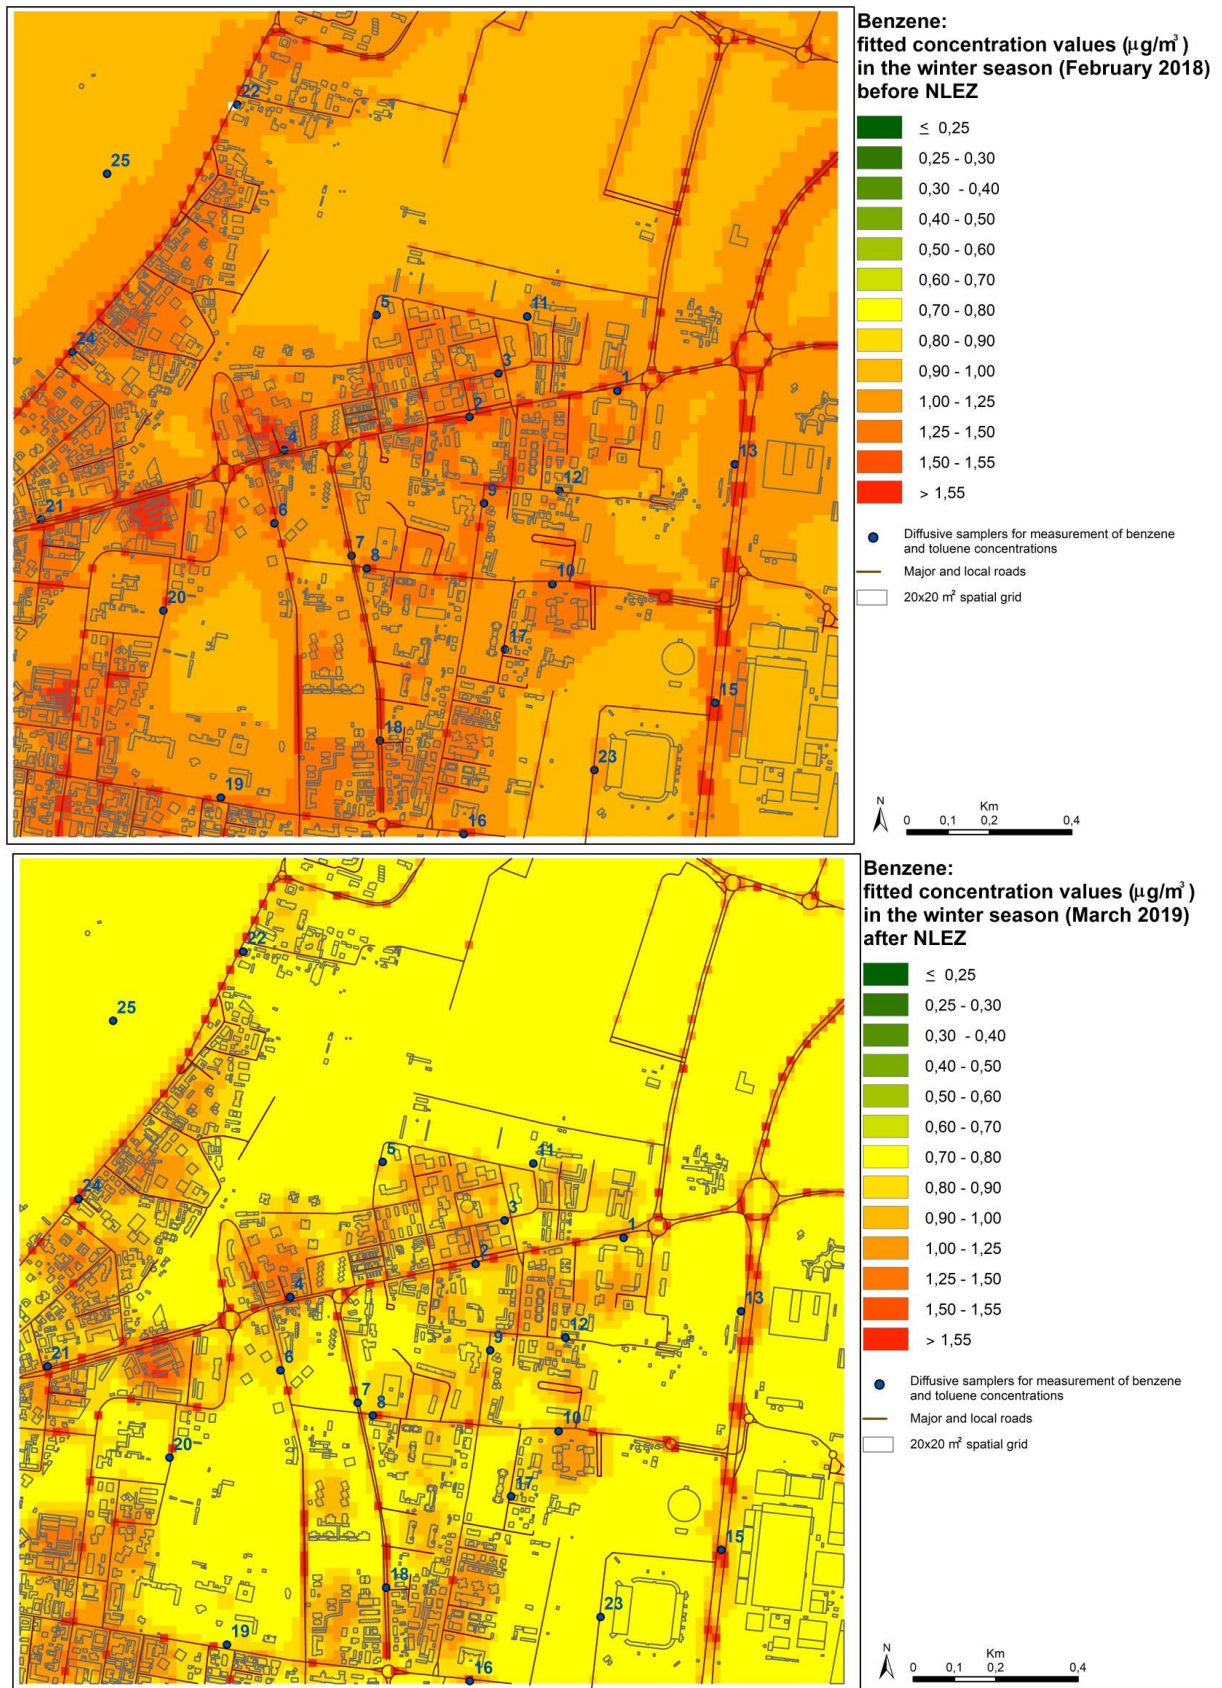 Benzene:
fitted concentration values (μg/m³)
in the winter season (February 2018)
before NLEZ
≤ 0,25
0,25 - 0,30
0,30 - 0,40
0,40 - 0,50
0,50 - 0,60
0,60 - 0,70
0,70 - 0,80
0,80 - 0,90
0,90 - 1,00
1,00 - 1,25
1,25 - 1,50
1,50 - 1,55
> 1,55
Diffusive samplers for measurement of benzene
and toluene concentrations
Major and local roads
20x20 m² spatial grid
N
Km
0 0,1 0,2 0,4
22
25
5
11
24
3
1
2
4
13
12
9
21
6
7
8
10
20
17
15
18
23
19
16
Benzene:
fitted concentration values (μg/m³)
in the winter season (March 2019)
after NLEZ
≤ 0,25
0,25 - 0,30
0,30 - 0,40
0,40 - 0,50
0,50 - 0,60
0,60 - 0,70
0,70 - 0,80
0,80 - 0,90
0,90 - 1,00
1,00 - 1,25
1,25 - 1,50
1,50 - 1,55
> 1,55
Diffusive samplers for measurement of benzene
and toluene concentrations
Major and local roads
20x20 m² spatial grid
N
Km
0 0,1 0,2 0,4
22
25
5
11
24
3
1
2
4
13
12
9
21
6
7
8
10
20
17
15
18
23
19
16